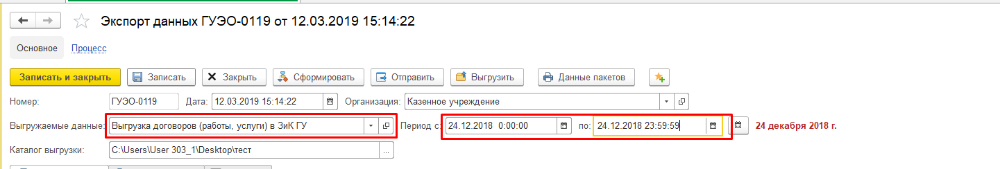 Экспорт данных ГУЭО-0119 от 12.03.2019 15:14:22
Основное Процесс
Записать и закрыть Записать Закрыть Сформировать Отправить Выгрузить Данные пакетов
Номер: ГУЭО-0119 Дата: 12.03.2019 15:14:22 Организация: Казенное учреждение
Выгружаемые данные: Выгрузка договоров (работы, услуги) в ЗиК ГУ Период с: 24.12.2018 0:00:00 по: 24.12.2018 23:59:59 24 декабря 2018 г.
Каталог выгрузки: C:\Users\User 303_1\Desktop\тест ...